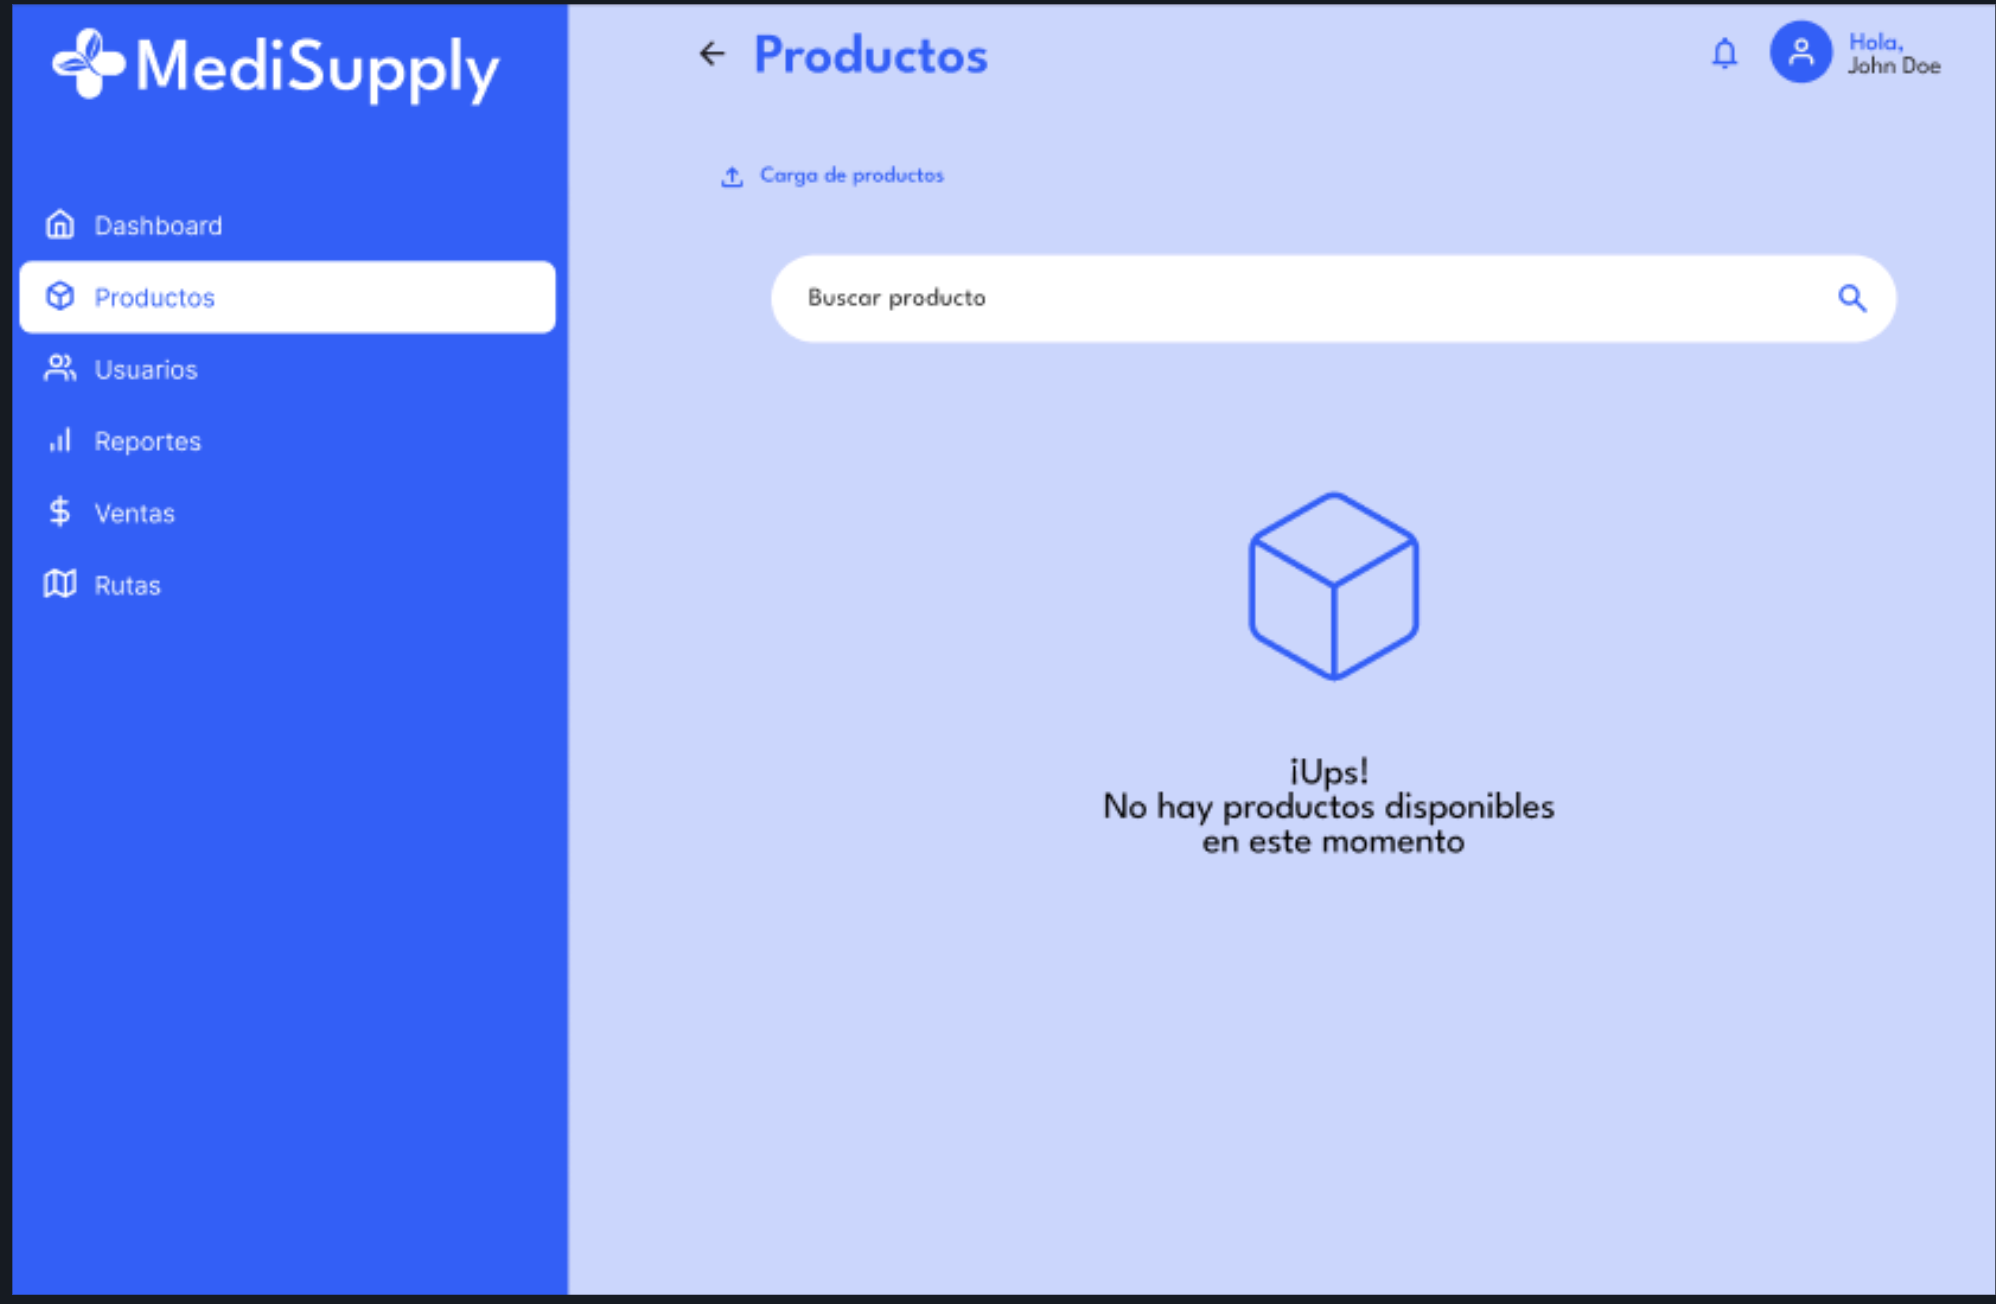 MediSupply
Dashboard
Productos
Usuarios
Reportes
Ventas
Rutas
Productos
Hola,
John Doe
Carga de productos
Buscar producto
¡Ups!
No hay productos disponibles
en este momento